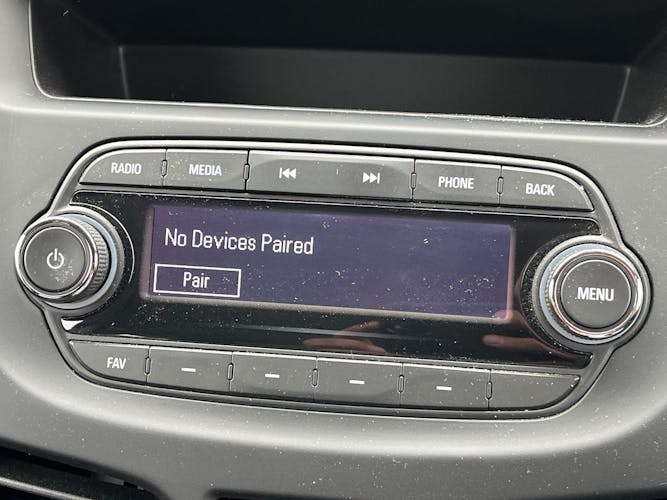 RADIO
MEDIA
PHONE
BACK
No Devices Paired
Pair
MENU
FAV